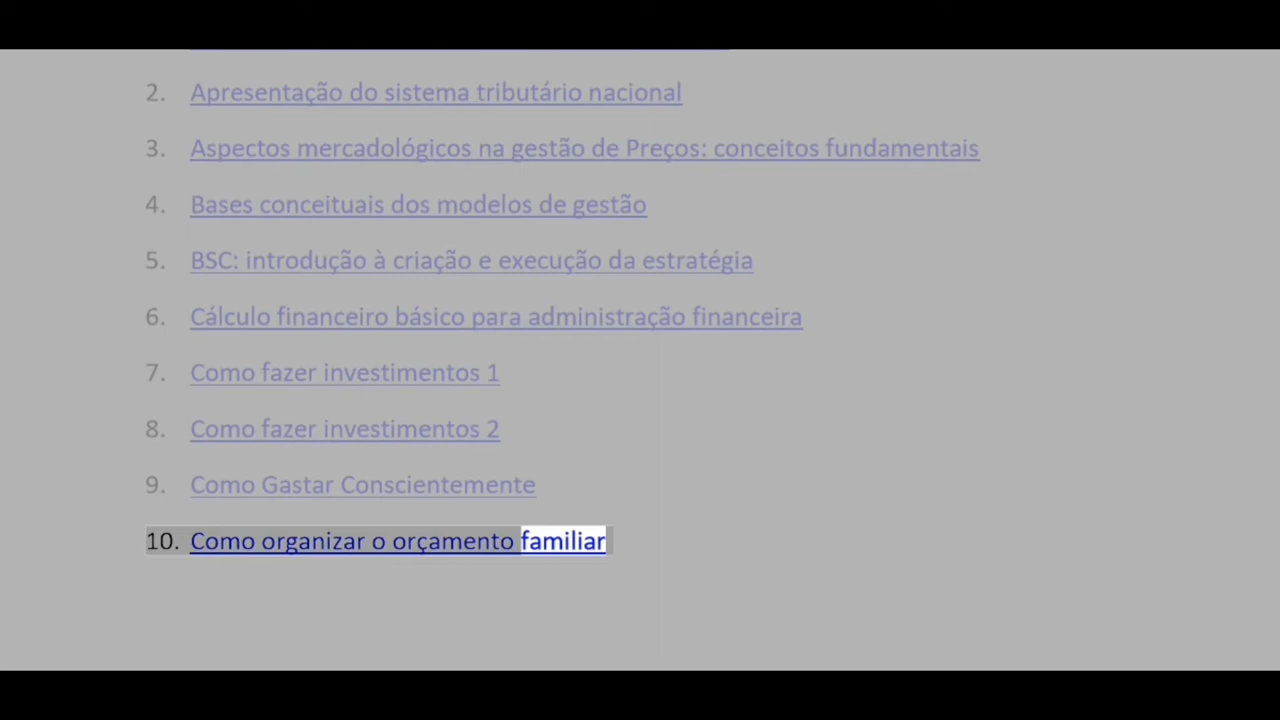 2. Apresentação do sistema tributário nacional
3. Aspectos mercadológicos na gestão de Preços: conceitos fundamentais
4. Bases conceituais dos modelos de gestão
5. BSC: introdução à criação e execução da estratégia
6. Cálculo financeiro básico para administração financeira
7. Como fazer investimentos 1
8. Como fazer investimentos 2
9. Como Gastar Conscientemente
10. Como organizar o orçamento familiar